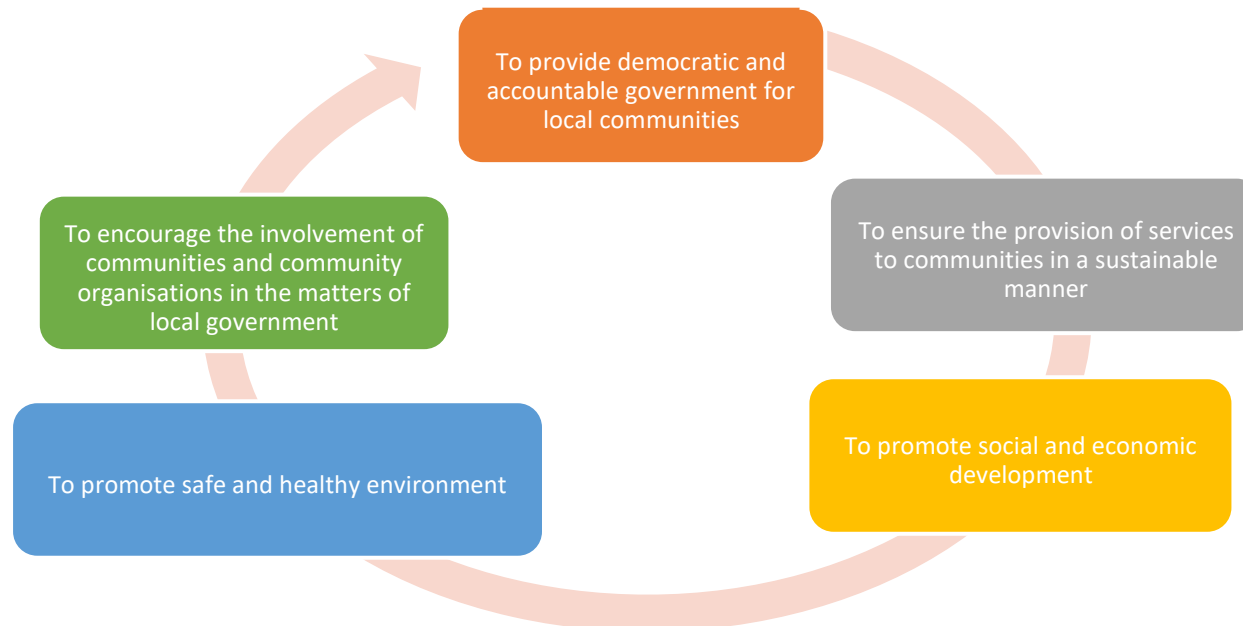 To provide democratic and
accountable government for
local communities
To ensure the provision of services
to communities in a sustainable
manner
To promote social and economic
development
To promote safe and healthy environment
To encourage the involvement of
communities and community
organisations in the matters of
local government